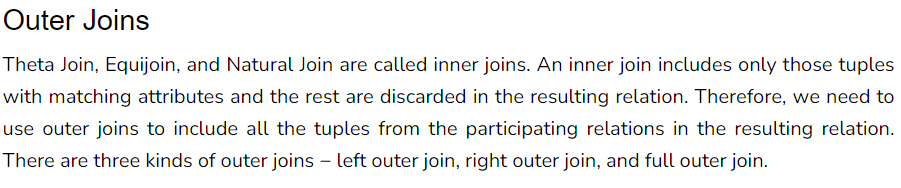 Outer Joins
Theta Join, Equijoin, and Natural Join are called inner joins. An inner join includes only those tuples
with matching attributes and the rest are discarded in the resulting relation. Therefore, we need to
use outer joins to include all the tuples from the participating relations in the resulting relation.
There are three kinds of outer joins − left outer join, right outer join, and full outer join.